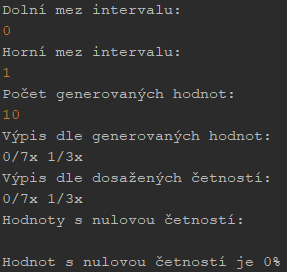 Dolní mez intervalu:
0
Horní mez intervalu:
1
Počet generovaných hodnot:
10
Výpis dle generovaných hodnot:
0/7x 1/3x
Výpis dle dosažených četností:
0/7x 1/3x
Hodnoty s nulovou četností:
Hodnot s nulovou četností je 0%